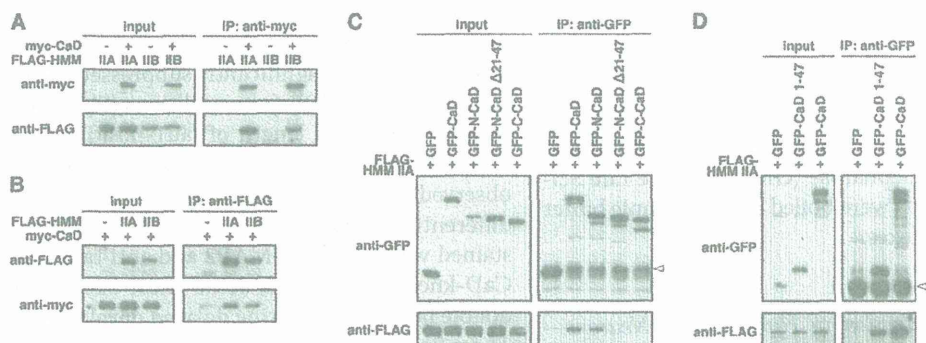 A
input
IP: anti-myc
myc-CaD - + - + - + - +
FLAG-HMM IIA IIA IIB IIB IIA IIA IIB IIB
anti-myc
anti-FLAG
B
input
IP: anti-FLAG
FLAG-HMM - IIA IIB - IIA IIB
myc-CaD + + + + + +
anti-FLAG
anti-myc
C
input
IP: anti-GFP
GFP
GFP-CaD
GFP-N-CaD
GFP-N-CaD Δ21-47
GFP-C-CaD
GFP
GFP-CaD
GFP-N-CaD
GFP-N-CaD Δ21-47
GFP-C-CaD
FLAG-
HMM IIA + + + + + + + + + +
anti-GFP
anti-FLAG
D
input
IP: anti-GFP
GFP
GFP-CaD 1-47
GFP-CaD
GFP
GFP-CaD 1-47
GFP-CaD
FLAG-
HMM IIA + + + + + +
anti-GFP
anti-FLAG